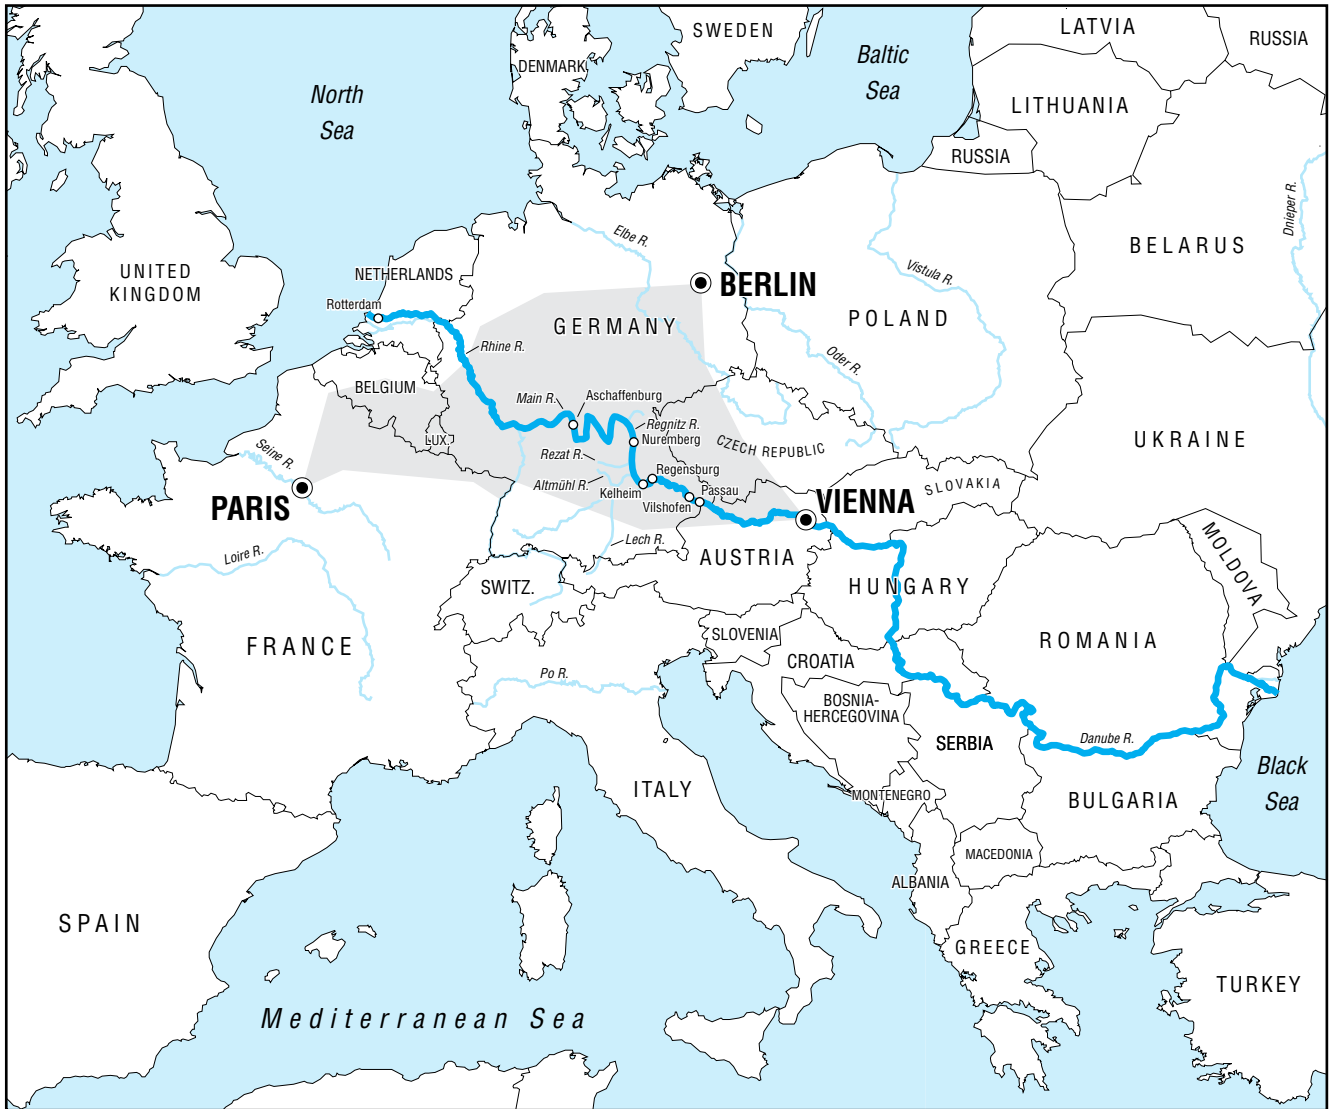 SWEDEN
LATVIA
RUSSIA
DENMARK
Baltic
Sea
North
Sea
LITHUANIA
RUSSIA
Dnieper R.
Elbe R.
BELARUS
UNITED
KINGDOM
NETHERLANDS
Vistula R.
BERLIN
Rotterdam
GERMANY
POLAND
Rhine R.
Oder R.
BELGIUM
Main R.
Aschaffenburg
Regnitz R.
LUX.
Nuremberg
CZECH REPUBLIC
UKRAINE
Seine R.
Rezat R.
Regensburg
Altmühl R.
Kelheim
Passau
Vilshofen
SLOVAKIA
PARIS
VIENNA
Lech R.
Loire R.
AUSTRIA
MOLDOVA
SWITZ.
HUNGARY
FRANCE
SLOVENIA
ROMANIA
CROATIA
Po R.
BOSNIA-
HERCEGOVINA
SERBIA
Danube R.
Black
Sea
ITALY
MONTENEGRO
BULGARIA
MACEDONIA
ALBANIA
SPAIN
GREECE
TURKEY
Mediterranean Sea